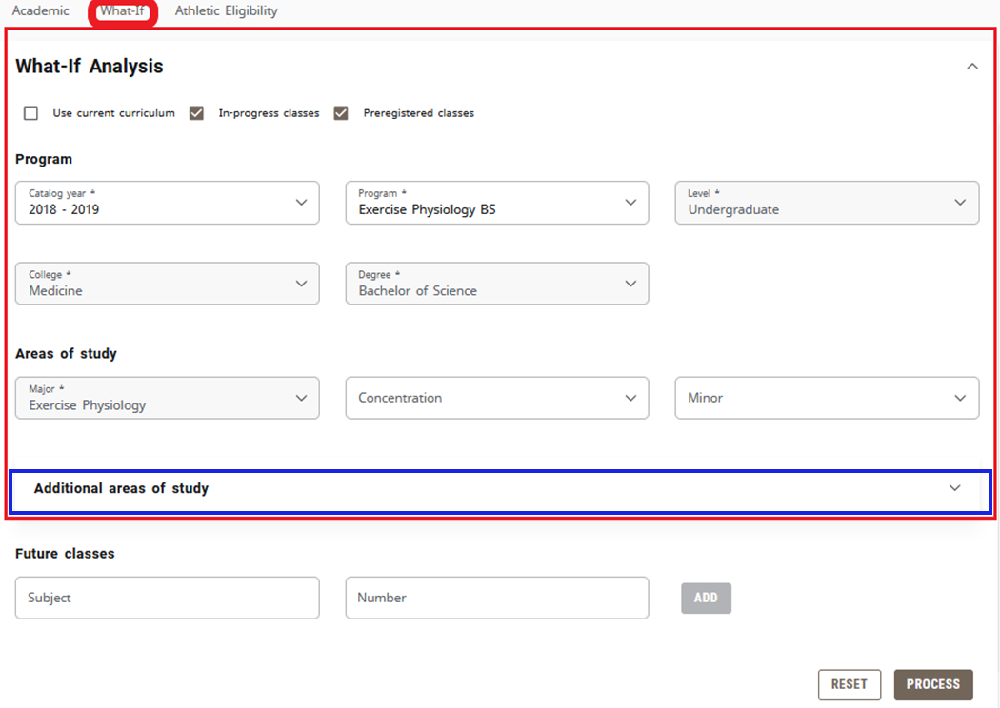 Academic What-If Athletic Eligibility
What-If Analysis
Use current curriculum In-progress classes Preregistered classes
Program
Catalog year * Program * Level *
2018 - 2019 Exercise Physiology BS Undergraduate
College * Degree *
Medicine Bachelor of Science
Areas of study
Major *
Exercise Physiology Concentration Minor
Additional areas of study
Future classes
Subject Number ADD
RESET PROCESS